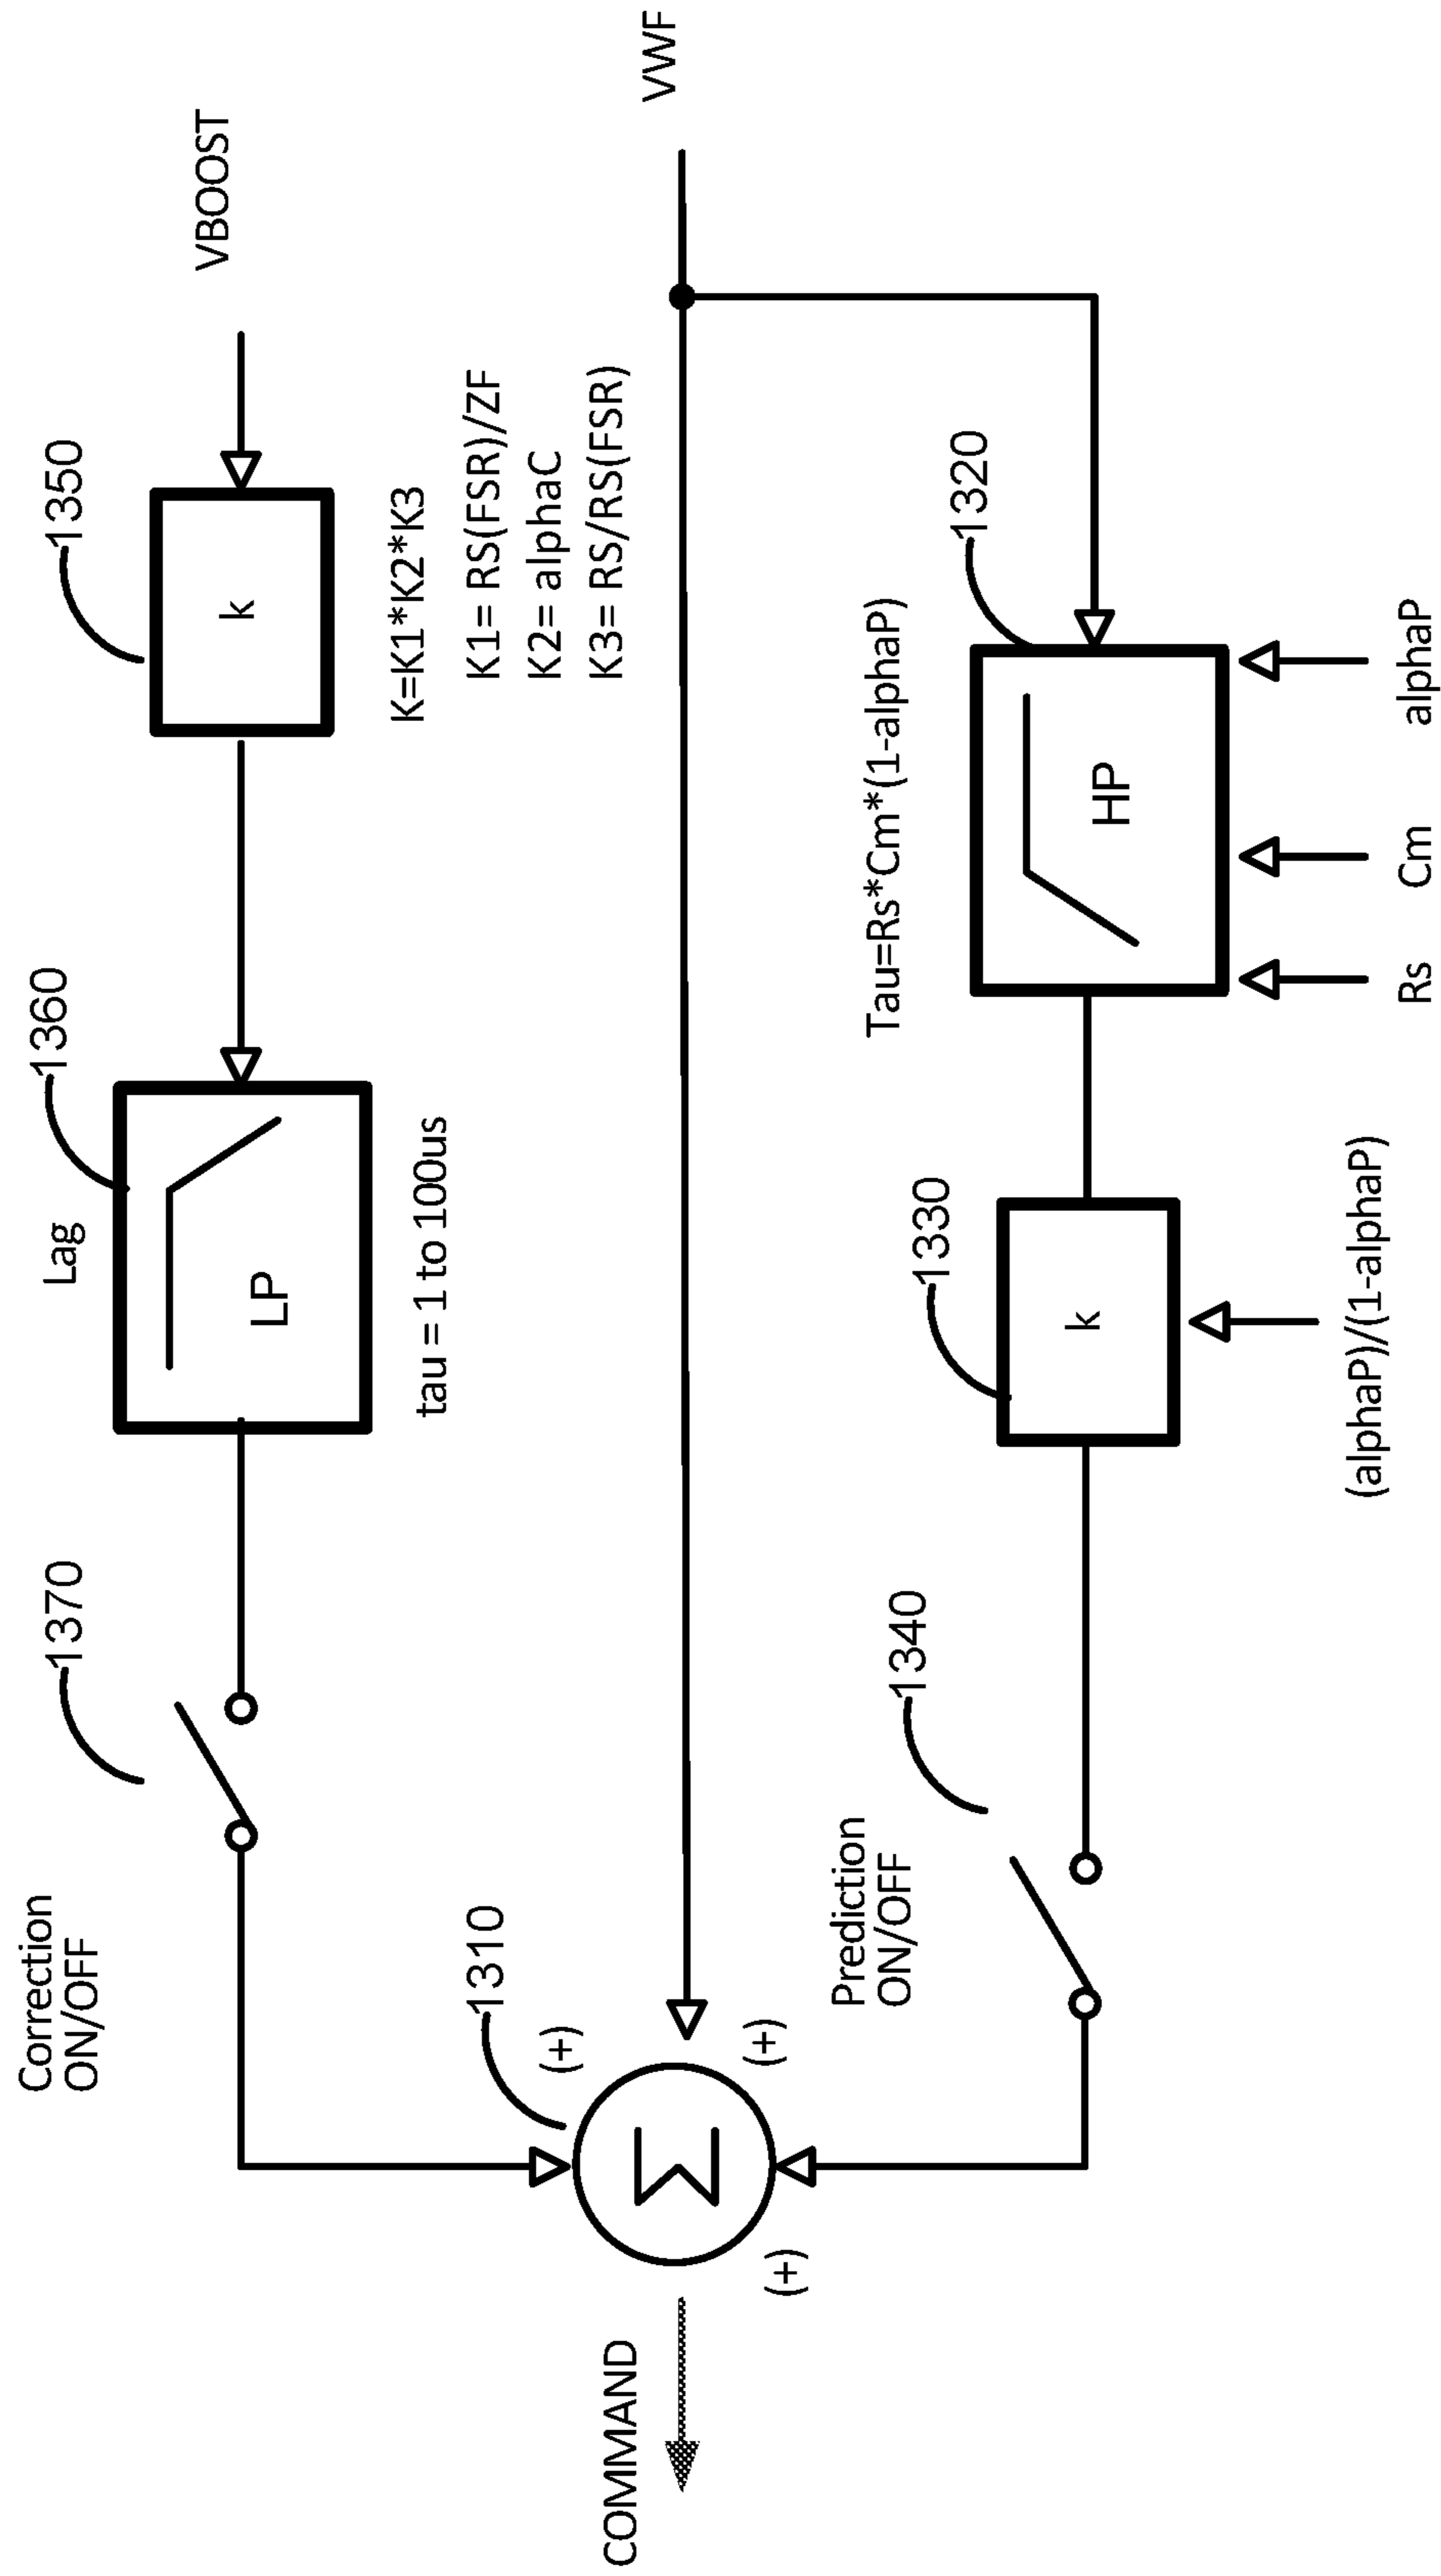 VBOOST
1350
k
K=K1*K2*K3
K1= RS(FSR)/ZF
K2= alphaC
K3= RS/RS(FSR)
1360
Lag
LP
tau = 1 to 100us
1370
Correction
ON/OFF
VWF
1310
(+)
(+)
(+)
Σ
COMMAND
1320
Tau=Rs*Cm*(1-alphaP)
HP
Rs
Cm
alphaP
1330
k
(alphaP)/(1-alphaP)
1340
Prediction
ON/OFF